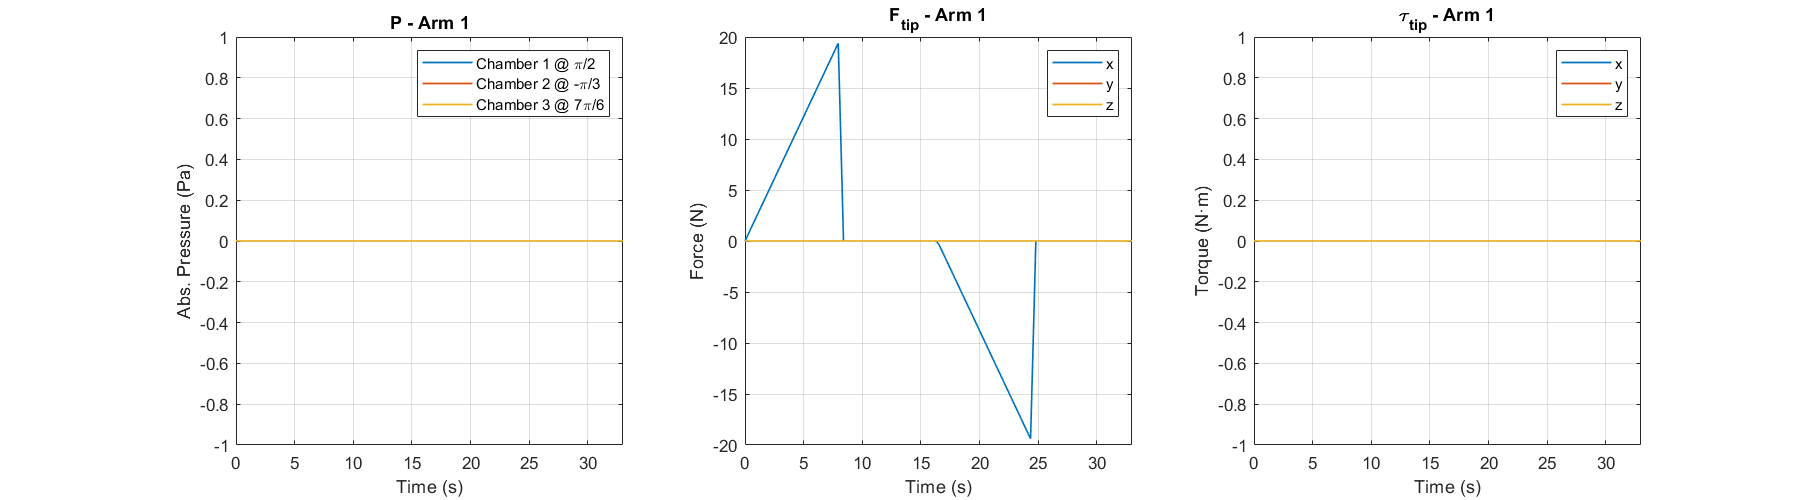 P - Arm 1
1
0.8
0.6
0.4
0.2
0
-0.2
-0.4
-0.6
-0.8
-1
Abs. Pressure (Pa)
0 5 10 15 20 25 30
Time (s)
Chamber 1 @ π/2
Chamber 2 @ -π/3
Chamber 3 @ 7π/6
F_tip - Arm 1
20
15
10
5
0
-5
-10
-15
-20
Force (N)
0 5 10 15 20 25 30
Time (s)
x
y
z
τ_tip - Arm 1
1
0.8
0.6
0.4
0.2
0
-0.2
-0.4
-0.6
-0.8
-1
Torque (N·m)
0 5 10 15 20 25 30
Time (s)
x
y
z